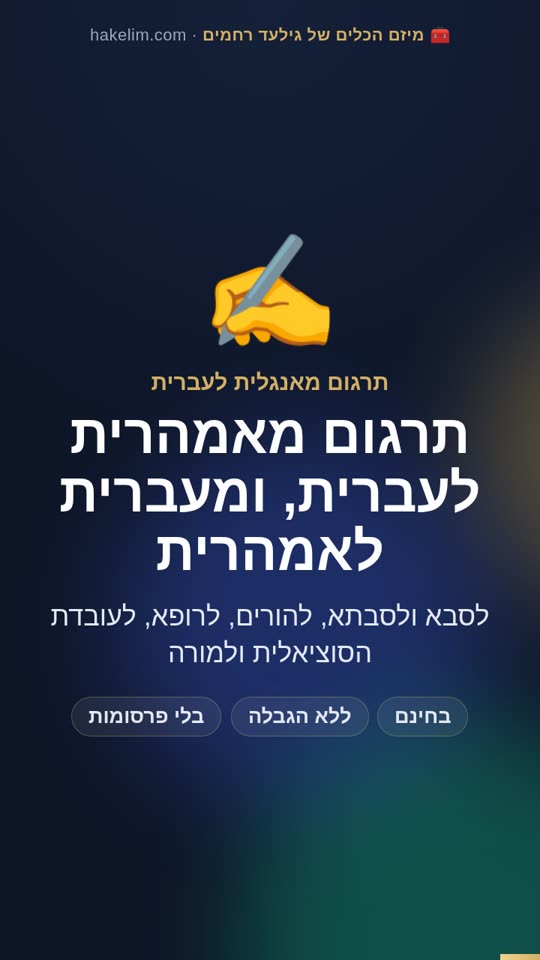 🧰 מיזם הכלים של גילעד רחמים · hakelim.com
תרגום מאנגלית לעברית
תרגום מאמהרית
לעברית, ומעברית
לאמהרית
לסבא ולסבתא, להורים, לרופא, לעובדת
הסוציאלית ולמורה
בחינם
ללא הגבלה
בלי פרסומות